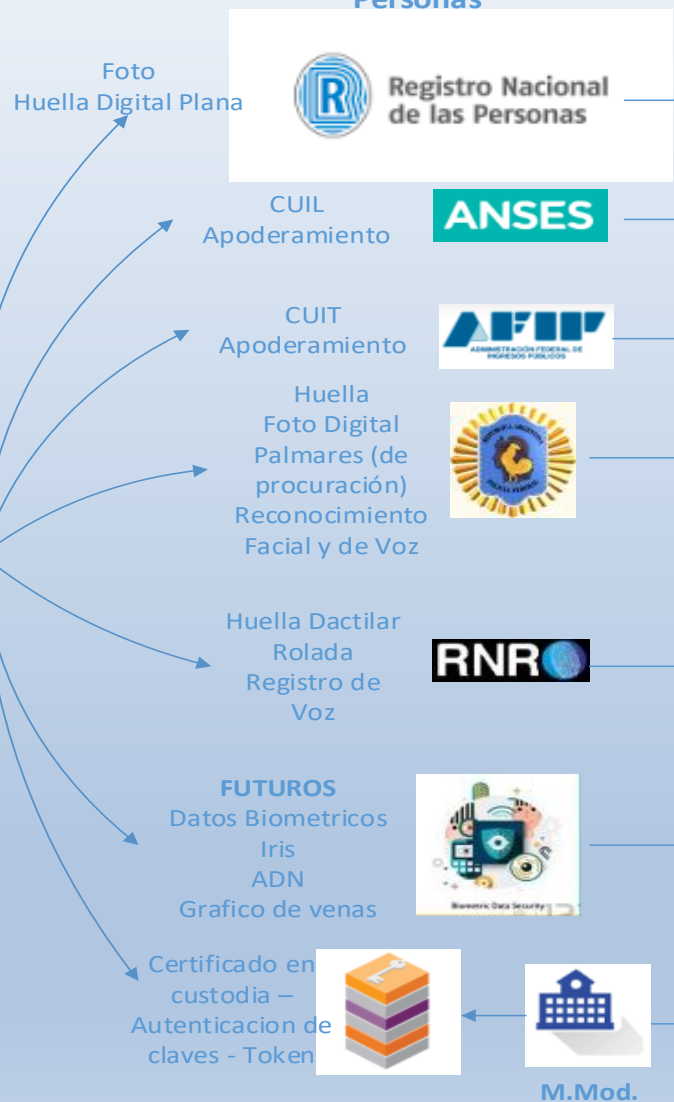 Personas
Foto
Huella Digital Plana
R
Registro Nacional
de las Personas
CUIL
Apoderamiento
ANSES
CUIT
Apoderamiento
AFIP
ADMINISTRACIÓN FEDERAL DE
INGRESOS PÚBLICOS
Huella
Foto Digital
Palmares (de
procuración)
Reconocimiento
Facial y de Voz
Huella Dactilar
Rolada
Registro de
Voz
RNR
FUTUROS
Datos Biometricos
Iris
ADN
Grafico de venas
Biometric Data Security
Certificado en
custodia –
Autenticacion de
claves - Token
M.Mod.